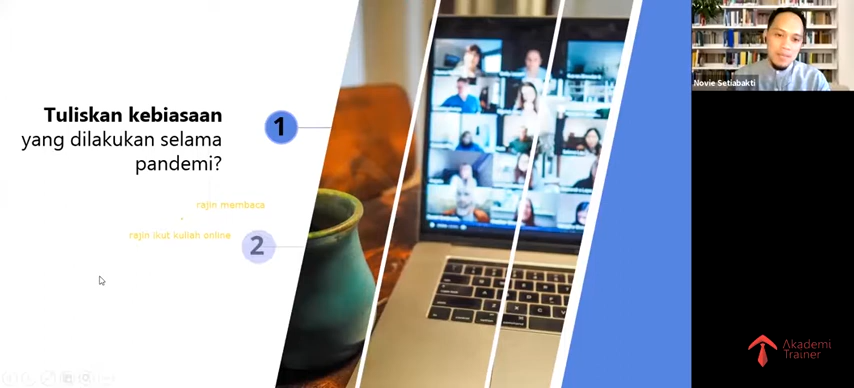 Tuliskan kebiasaan
yang dilakukan selama
pandemi?
1
rajin membaca
rajin ikut kuliah online
2
Novie Setiabakti
Akademi
Trainer